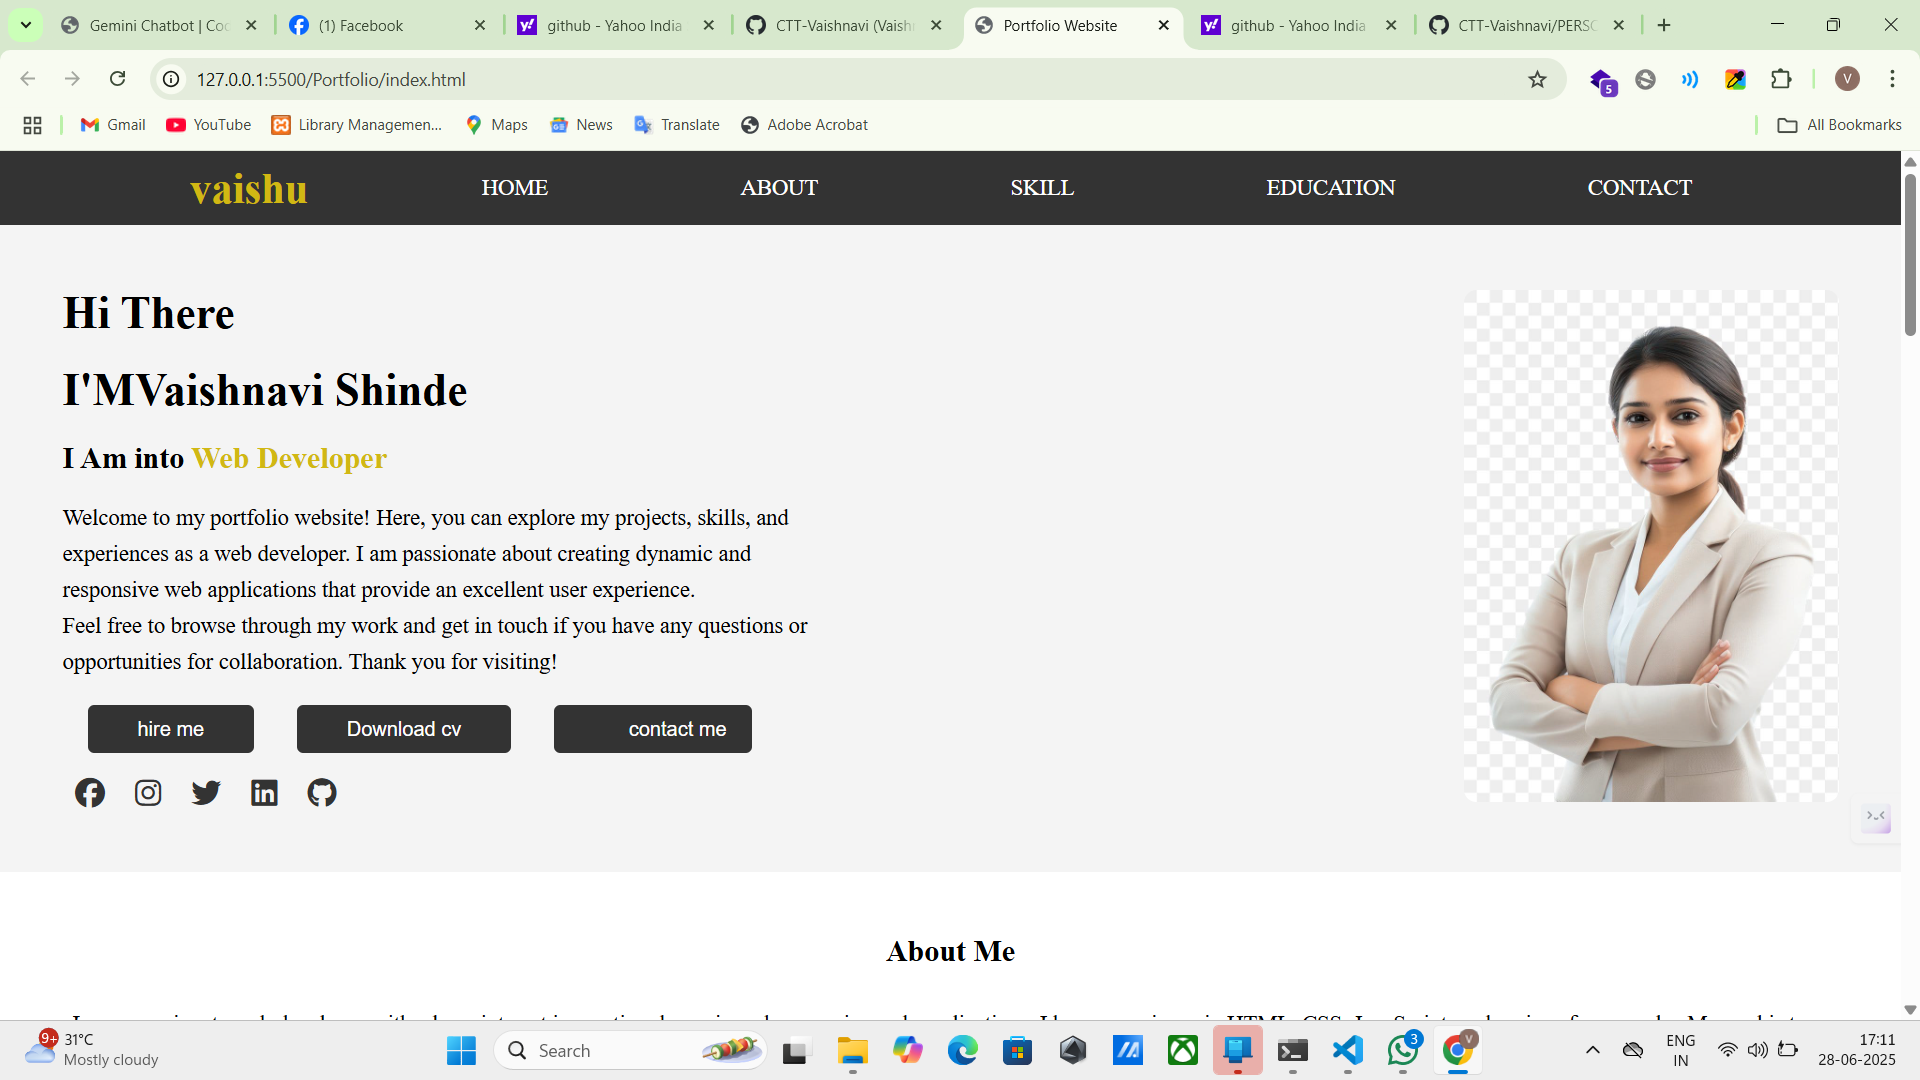 Gemini Chatbot | Coo
(1) Facebook
github - Yahoo India
CTT-Vaishnavi (Vaish
Portfolio Website
github - Yahoo India
CTT-Vaishnavi/PERSO
127.0.0.1:5500/Portfolio/index.html
5
V
Gmail
YouTube
Library Managemen...
Maps
News
Translate
Adobe Acrobat
All Bookmarks
vaishu
HOME
ABOUT
SKILL
EDUCATION
CONTACT
Hi There
I'MVaishnavi Shinde
I Am into Web Developer
Welcome to my portfolio website! Here, you can explore my projects, skills, and
experiences as a web developer. I am passionate about creating dynamic and
responsive web applications that provide an excellent user experience.
Feel free to browse through my work and get in touch if you have any questions or
opportunities for collaboration. Thank you for visiting!
hire me
Download cv
contact me
About Me
9+
31°C
Mostly cloudy
Search
3
V
ENG
IN
17:11
28-06-2025